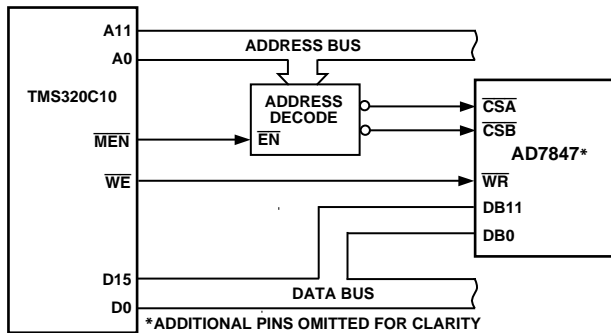 A11
ADDRESS BUS
A0
TMS320C10
ADDRESS
DECODE
CSA
MEN
EN
CSB
AD7847*
WE
WR
DB11
DB0
D15
DATA BUS
D0
*ADDITIONAL PINS OMITTED FOR CLARITY